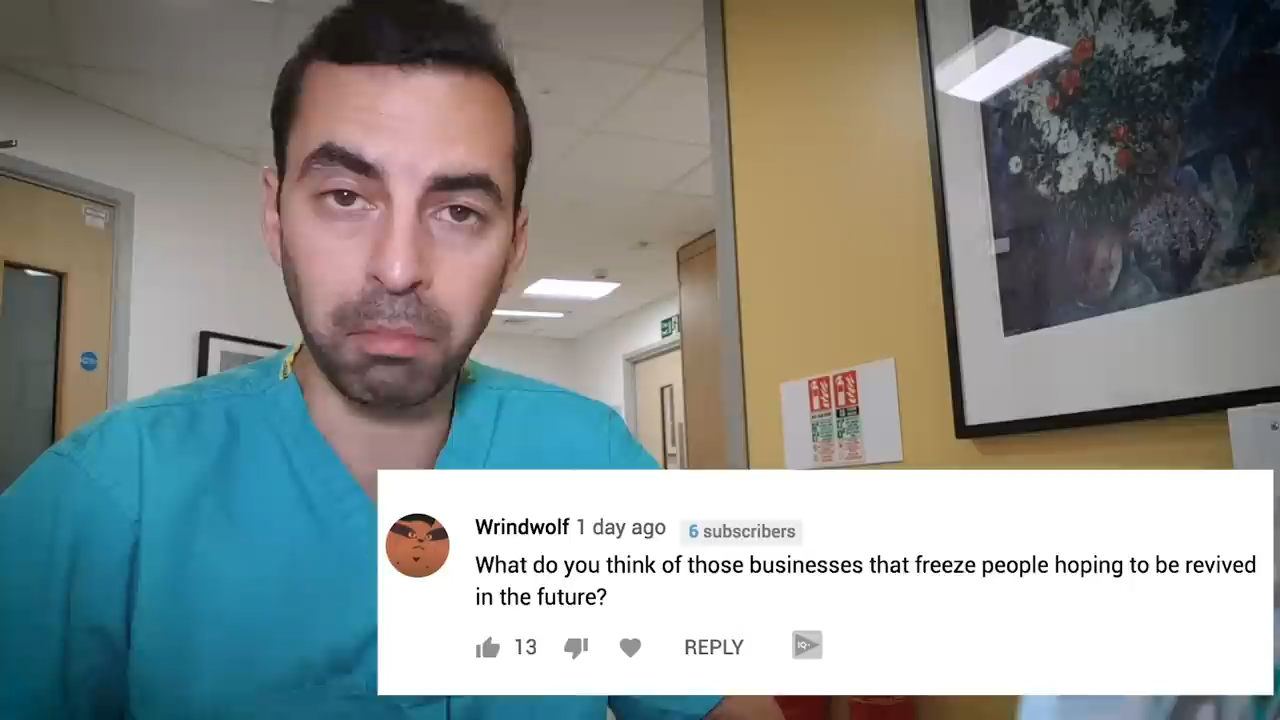 Wrindwolf 1 day ago 6 subscribers
What do you think of those businesses that freeze people hoping to be revived
in the future?
13 REPLY IQ+